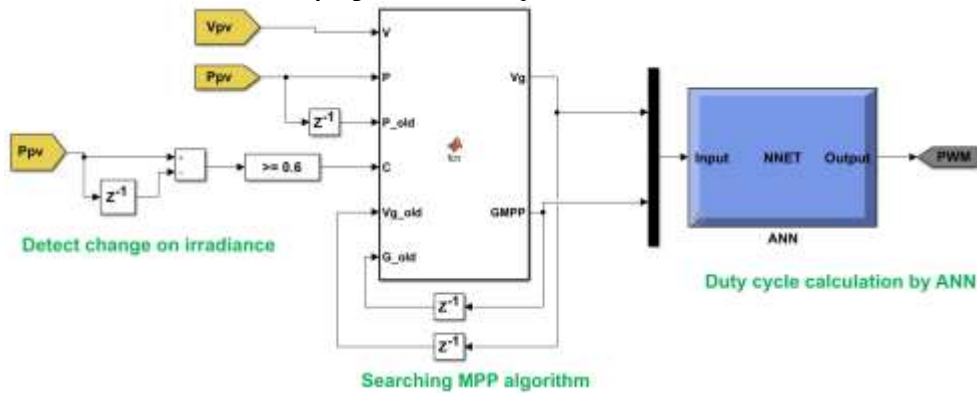 Vpv
V
Ppv
P
Vg
Z-1
P_old
Ppv
>= 0.6
C
Input
NNET
Output
PWM
Z-1
Vg_old
GMPP
Detect change on irradiance
G_old
ANN
Duty cycle calculation by ANN
Z-1
Z-1
Searching MPP algorithm